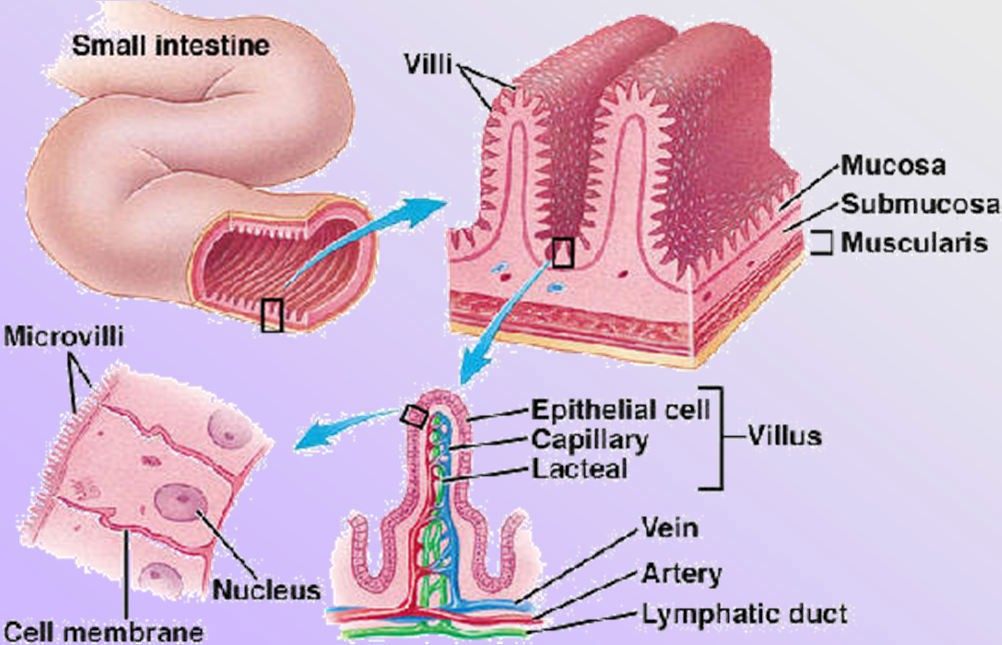 Small intestine
Villi
Mucosa
Submucosa
Muscularis
Microvilli
Epithelial cell
Capillary
Villus
Lacteal
Vein
Artery
Nucleus
Lymphatic duct
Cell membrane